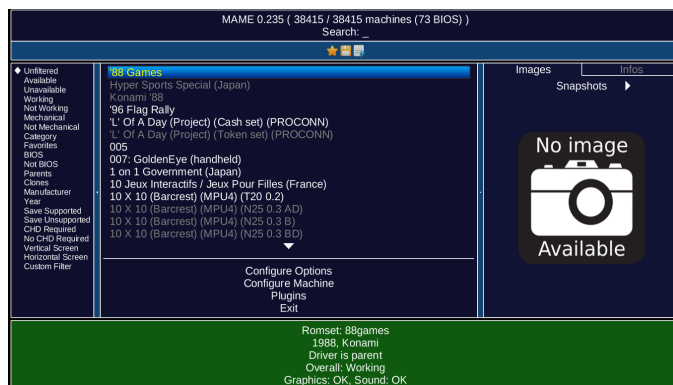 MAME 0.235 ( 38415 / 38415 machines (73 BIOS) )
Search: _
Unfiltered
Available
Unavailable
Working
Not Working
Mechanical
Not Mechanical
Category
Favorites
BIOS
Not BIOS
Parents
Clones
Manufacturer
Year
Save Supported
Save Unsupported
CHD Required
No CHD Required
Vertical Screen
Horizontal Screen
Custom Filter
'88 Games
Hyper Sports Special (Japan)
Konami '88
'96 Flag Rally
'L' Of A Day (Project) (Cash set) (PROCONN)
'L' Of A Day (Project) (Token set) (PROCONN)
005
007: GoldenEye (handheld)
1 on 1 Government (Japan)
10 Jeux Interactifs / Jeux Pour Filles (France)
10 X 10 (Barcrest) (MPU4) (T20 0.2)
10 X 10 (Barcrest) (MPU4) (N25 0.3 AD)
10 X 10 (Barcrest) (MPU4) (N25 0.3 B)
10 X 10 (Barcrest) (MPU4) (N25 0.3 BD)
Configure Options
Configure Machine
Plugins
Exit
Images
Infos
Snapshots
No image
Available
Romset: 88games
1988, Konami
Driver is parent
Overall: Working
Graphics: OK, Sound: OK